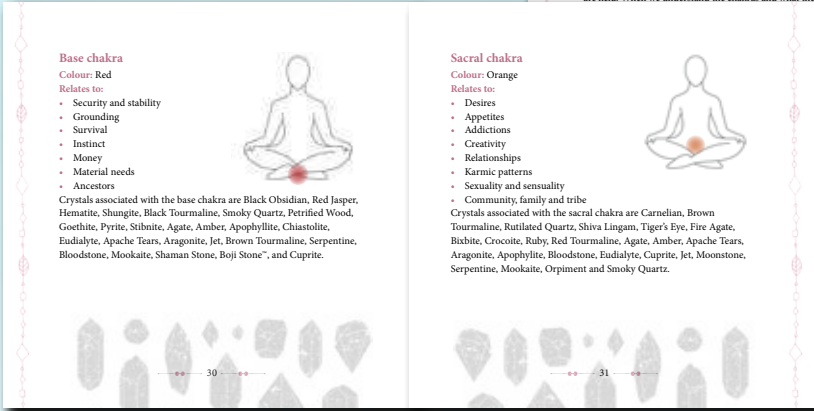 Base chakra
Colour: Red
Relates to:
• Security and stability
• Grounding
• Survival
• Instinct
• Money
• Material needs
• Ancestors
Crystals associated with the base chakra are Black Obsidian, Red Jasper,
Hematite, Shungite, Black Tourmaline, Smoky Quartz, Petrified Wood,
Goethite, Pyrite, Stibnite, Agate, Amber, Apophyllite, Chiastolite,
Eudialyte, Apache Tears, Aragonite, Jet, Brown Tourmaline, Serpentine,
Bloodstone, Mookaite, Shaman Stone, Boji Stone™, and Cuprite.
30
Sacral chakra
Colour: Orange
Relates to:
• Desires
• Appetites
• Addictions
• Creativity
• Relationships
• Karmic patterns
• Sexuality and sensuality
• Community, family and tribe
Crystals associated with the sacral chakra are Carnelian, Brown
Tourmaline, Rutilated Quartz, Shiva Lingam, Tiger's Eye, Fire Agate,
Bixbite, Crocoite, Ruby, Red Tourmaline, Agate, Amber, Apache Tears,
Aragonite, Apophylite, Bloodstone, Eudialyte, Cuprite, Jet, Moonstone,
Serpentine, Mookaite, Orpiment and Smoky Quartz.
31